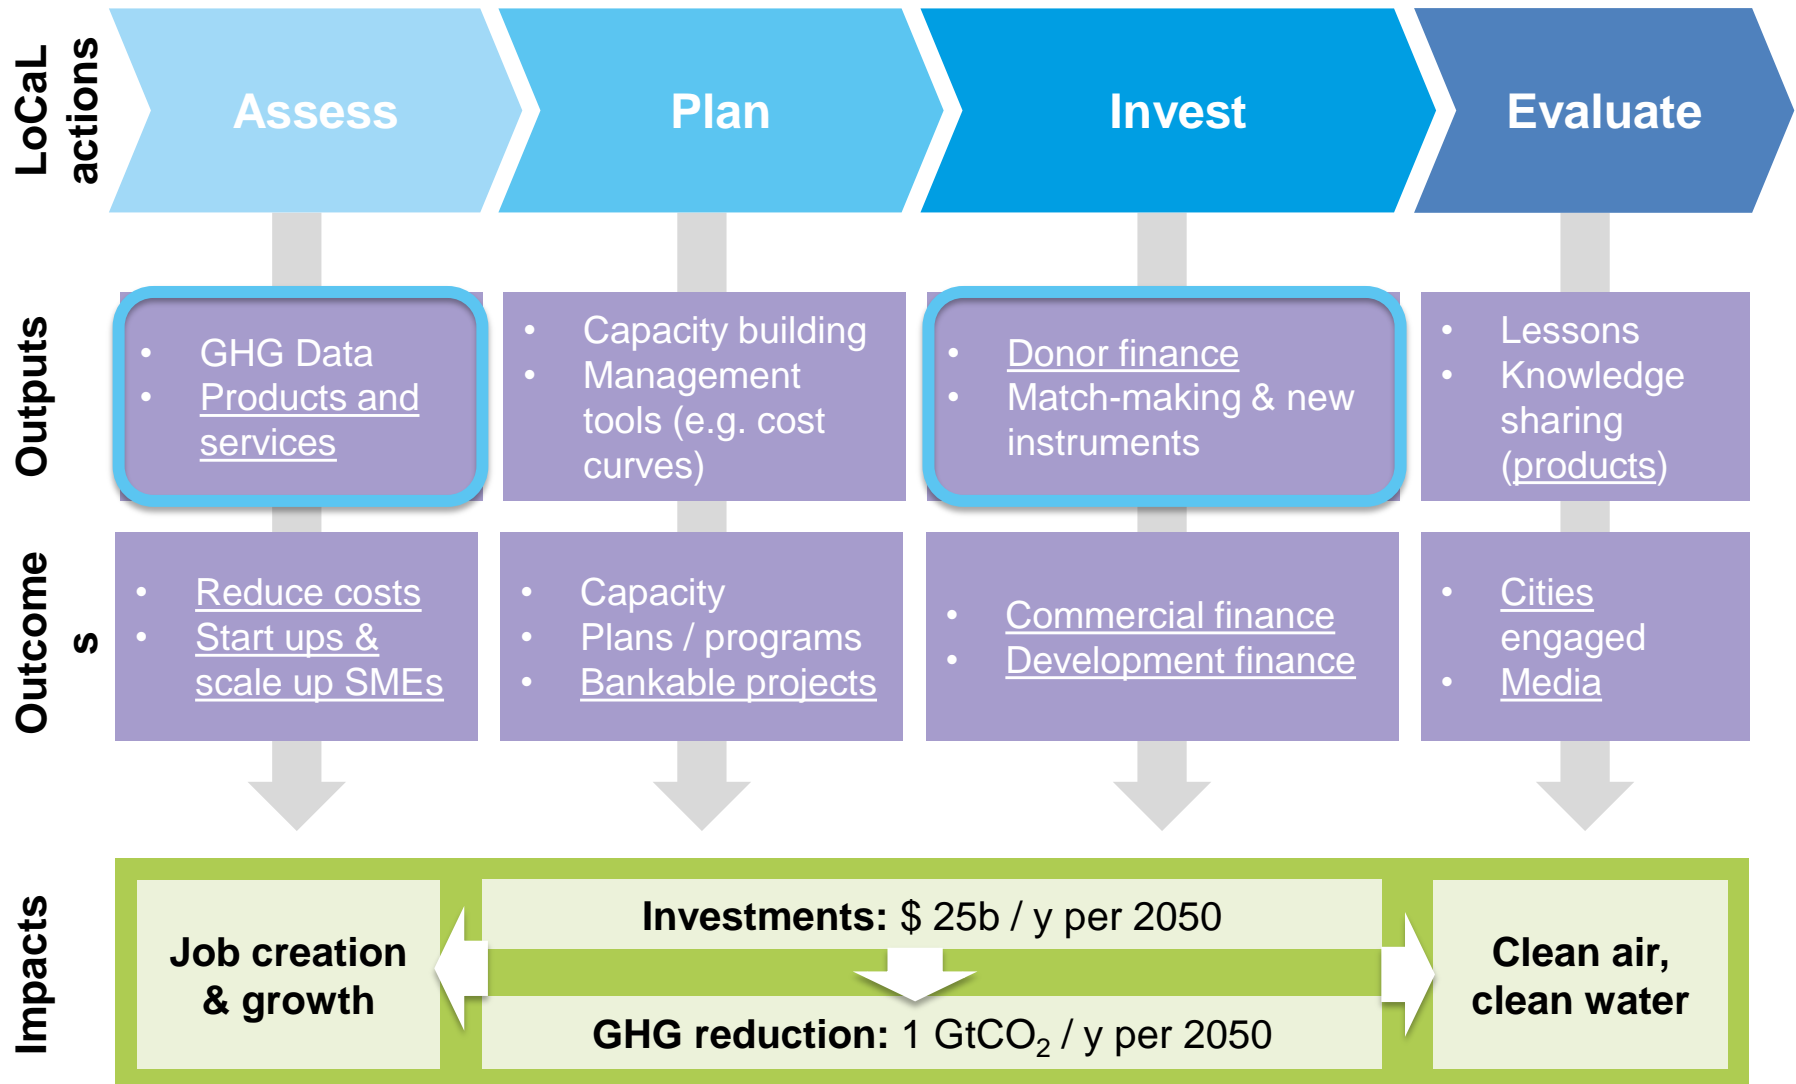 LoCaL
actions
Assess
Plan
Invest
Evaluate
Outputs
• GHG Data
• Products and
services
• Capacity building
• Management
tools (e.g. cost
curves)
• Donor finance
• Match-making & new
instruments
• Lessons
• Knowledge
sharing
(products)
Outcome
s
• Reduce costs
• Start ups &
scale up SMEs
• Capacity
• Plans / programs
• Bankable projects
• Commercial finance
• Development finance
• Cities
engaged
• Media
Impacts
Job creation
& growth
Investments: $ 25b / y per 2050
GHG reduction: 1 GtCO₂ / y per 2050
Clean air,
clean water